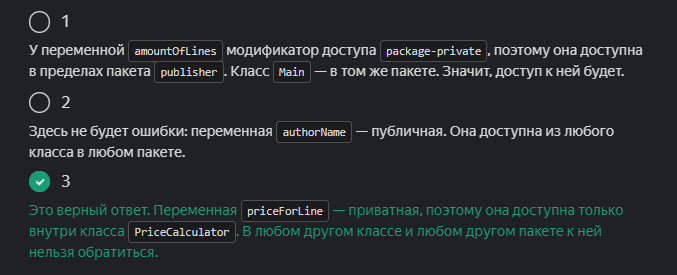 1
У переменной amountOfLines модификатор доступа package-private, поэтому она доступна
в пределах пакета publisher. Класс Main — в том же пакете. Значит, доступ к ней будет.
2
Здесь не будет ошибки: переменная authorName — публичная. Она доступна из любого
класса в любом пакете.
3
Это верный ответ. Переменная priceForLine — приватная, поэтому она доступна только
внутри класса PriceCalculator. В любом другом классе и любом другом пакете к ней
нельзя обратиться.